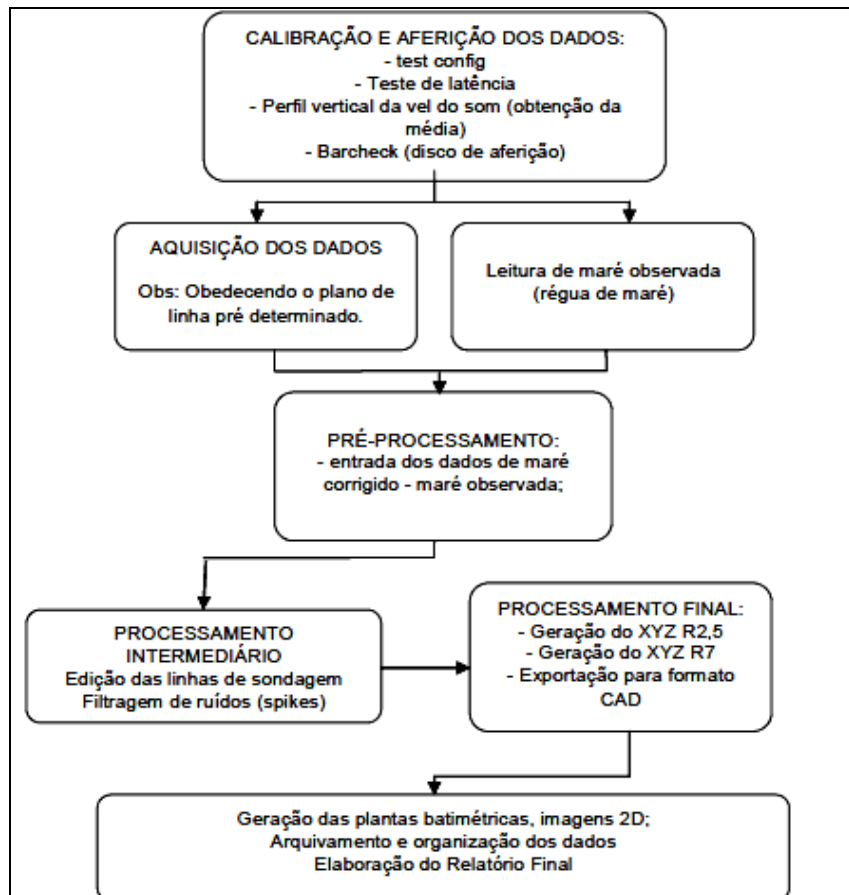 CALIBRAÇÃO E AFERIÇÃO DOS DADOS:
- test config
- Teste de latência
- Perfil vertical da vel do som (obtenção da
média)
- Barcheck (disco de aferição)
AQUISIÇÃO DOS DADOS
Obs: Obedecendo o plano de
linha pré determinado.
Leitura de maré observada
(régua de maré)
PRÉ-PROCESSAMENTO:
- entrada dos dados de maré
corrigido - maré observada;
PROCESSAMENTO
INTERMEDIÁRIO
Edição das linhas de sondagem
Filtragem de ruídos (spikes)
PROCESSAMENTO FINAL:
- Geração do XYZ R2,5
- Geração do XYZ R7
- Exportação para formato
CAD
Geração das plantas batimétricas, imagens 2D;
Arquivamento e organização dos dados
Elaboração do Relatório Final